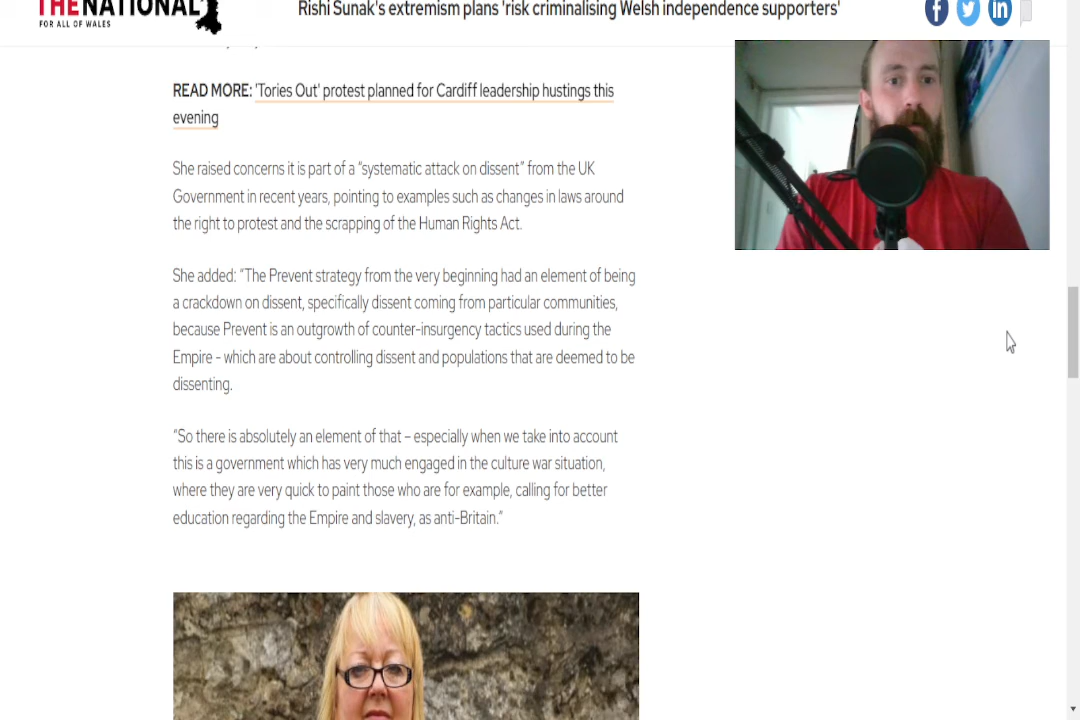 THE NATIONAL
FOR ALL OF WALES
Rishi Sunak's extremism plans 'risk criminalising Welsh independence supporters'
f
in
READ MORE: 'Tories Out' protest planned for Cardiff leadership hustings this
evening
She raised concerns it is part of a “systematic attack on dissent” from the UK
Government in recent years, pointing to examples such as changes in laws around
the right to protest and the scrapping of the Human Rights Act.
She added: “The Prevent strategy from the very beginning had an element of being
a crackdown on dissent, specifically dissent coming from particular communities,
because Prevent is an outgrowth of counter-insurgency tactics used during the
Empire - which are about controlling dissent and populations that are deemed to be
dissenting.
“So there is absolutely an element of that – especially when we take into account
this is a government which has very much engaged in the culture war situation,
where they are very quick to paint those who are for example, calling for better
education regarding the Empire and slavery, as anti-Britain.”